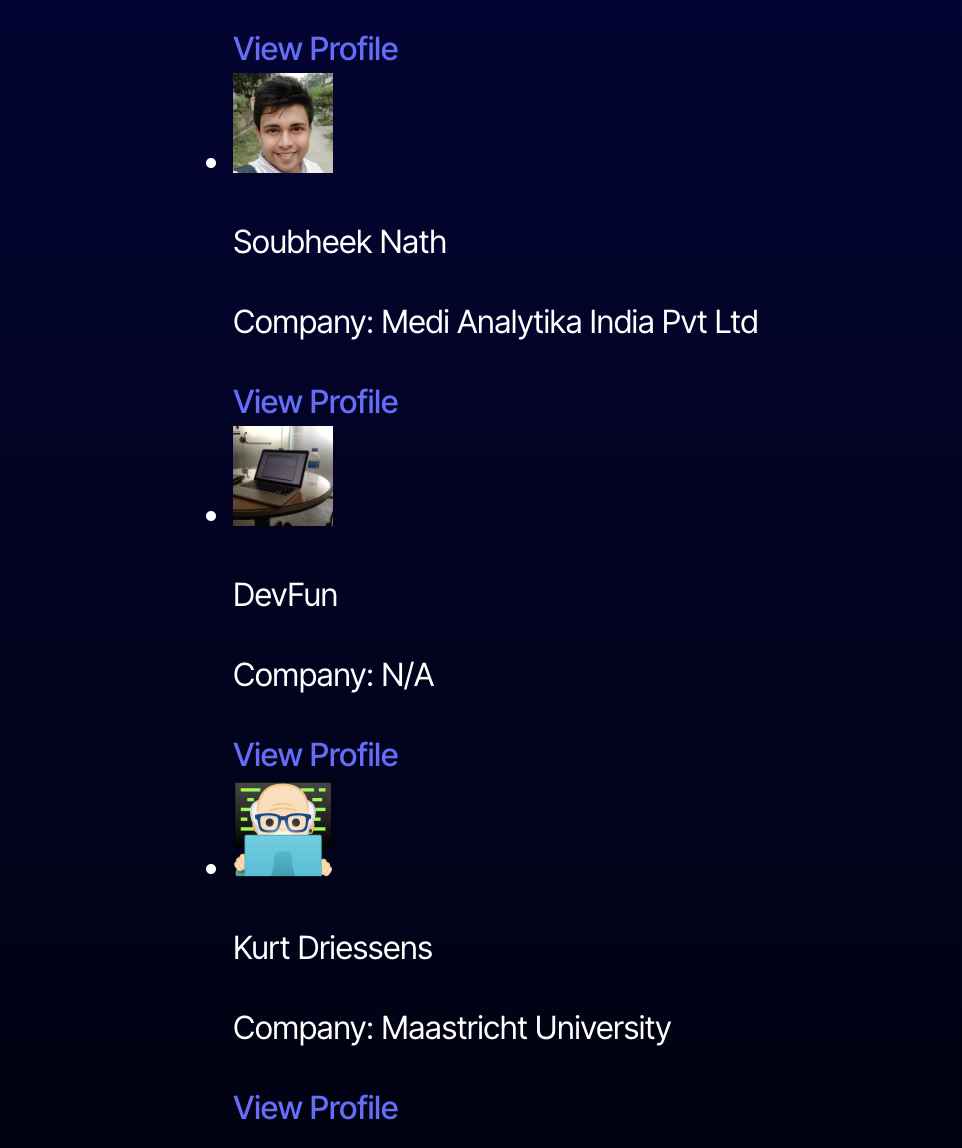 View Profile
Soubheek Nath
Company: Medi Analytika India Pvt Ltd
View Profile
DevFun
Company: N/A
View Profile
Kurt Driessens
Company: Maastricht University
View Profile